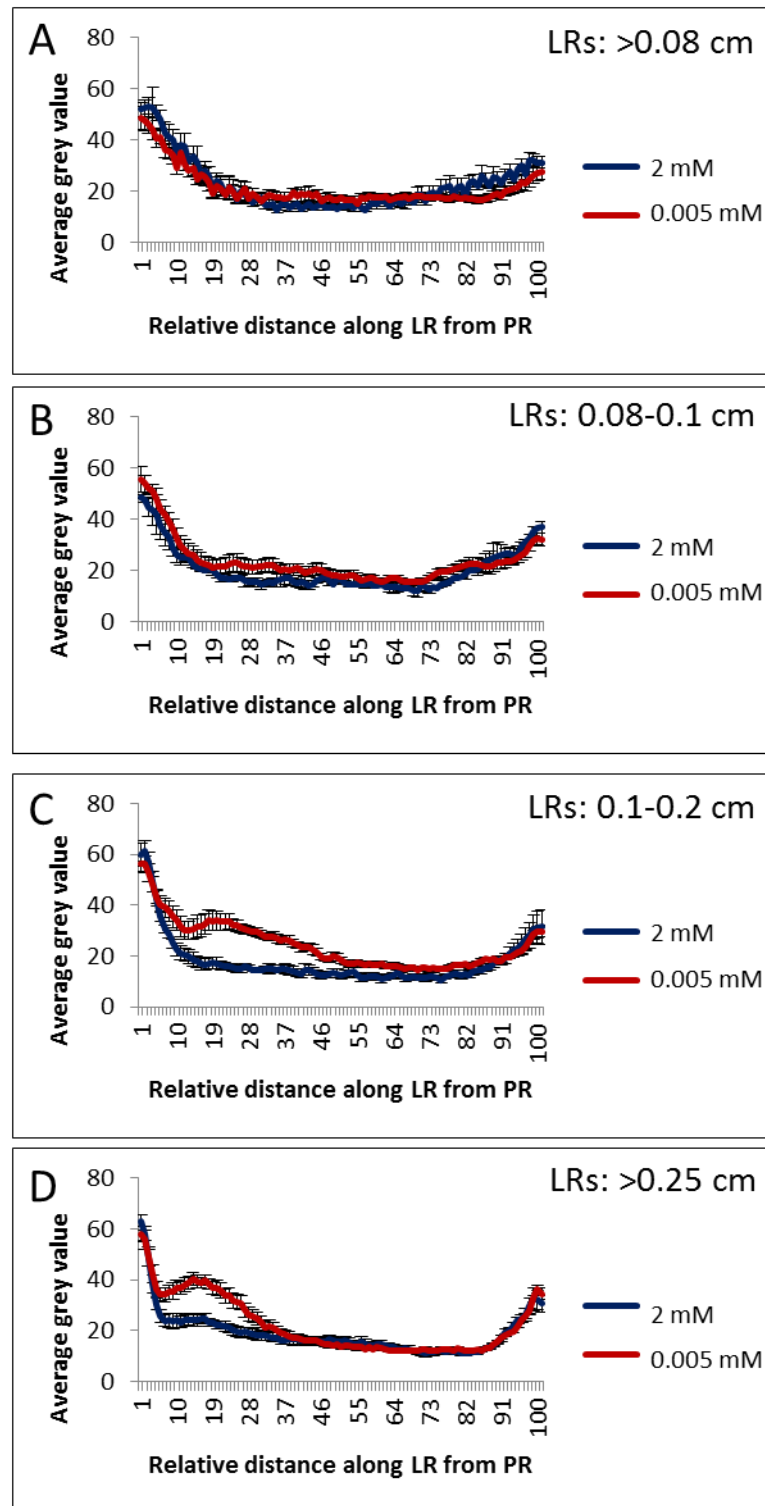 A
LRs: >0.08 cm
Average grey value
80
60
40
20
0
1 10 19 28 37 46 55 64 73 82 91 100
Relative distance along LR from PR
2 mM
0.005 mM
B
LRs: 0.08-0.1 cm
Average grey value
80
60
40
20
0
1 10 19 28 37 46 55 64 73 82 91 100
Relative distance along LR from PR
2 mM
0.005 mM
C
LRs: 0.1-0.2 cm
Average grey value
80
60
40
20
0
1 10 19 28 37 46 55 64 73 82 91 100
Relative distance along LR from PR
2 mM
0.005 mM
D
LRs: >0.25 cm
Average grey value
80
60
40
20
0
1 10 19 28 37 46 55 64 73 82 91 100
Relative distance along LR from PR
2 mM
0.005 mM